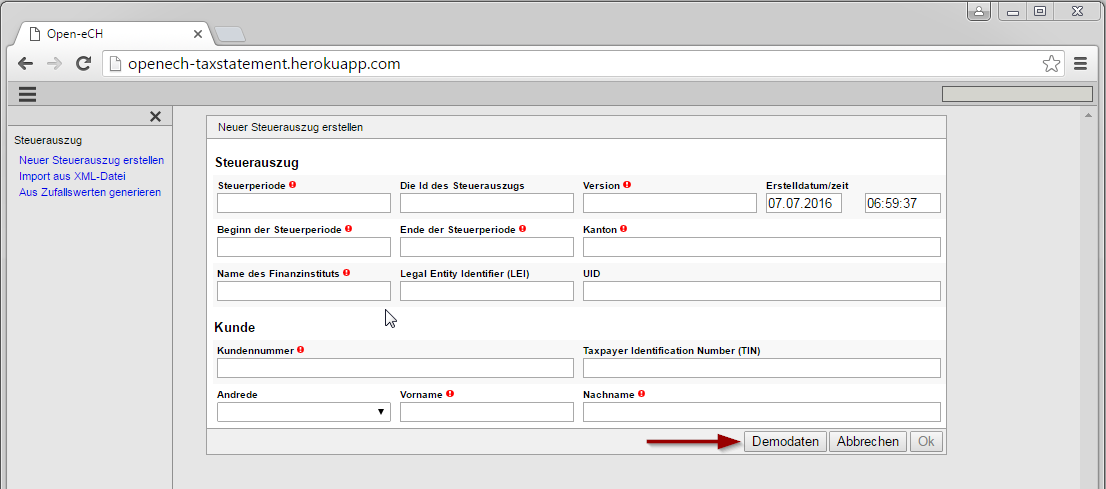 Open-eCH
openech-taxstatement.herokuapp.com
Steuerauszug
Neuer Steuerauszug erstellen
Import aus XML-Datei
Aus Zufallswerten generieren
Neuer Steuerauszug erstellen
Steuerauszug
Steuerperiode Die Id des Steuerauszugs Version Erstelldatum/zeit
07.07.2016 06:59:37
Beginn der Steuerperiode Ende der Steuerperiode Kanton
Name des Finanzinstituts Legal Entity Identifier (LEI) UID
Kunde
Kundennummer Taxpayer Identification Number (TIN)
Andrede Vorname Nachname
Demodaten Abbrechen Ok